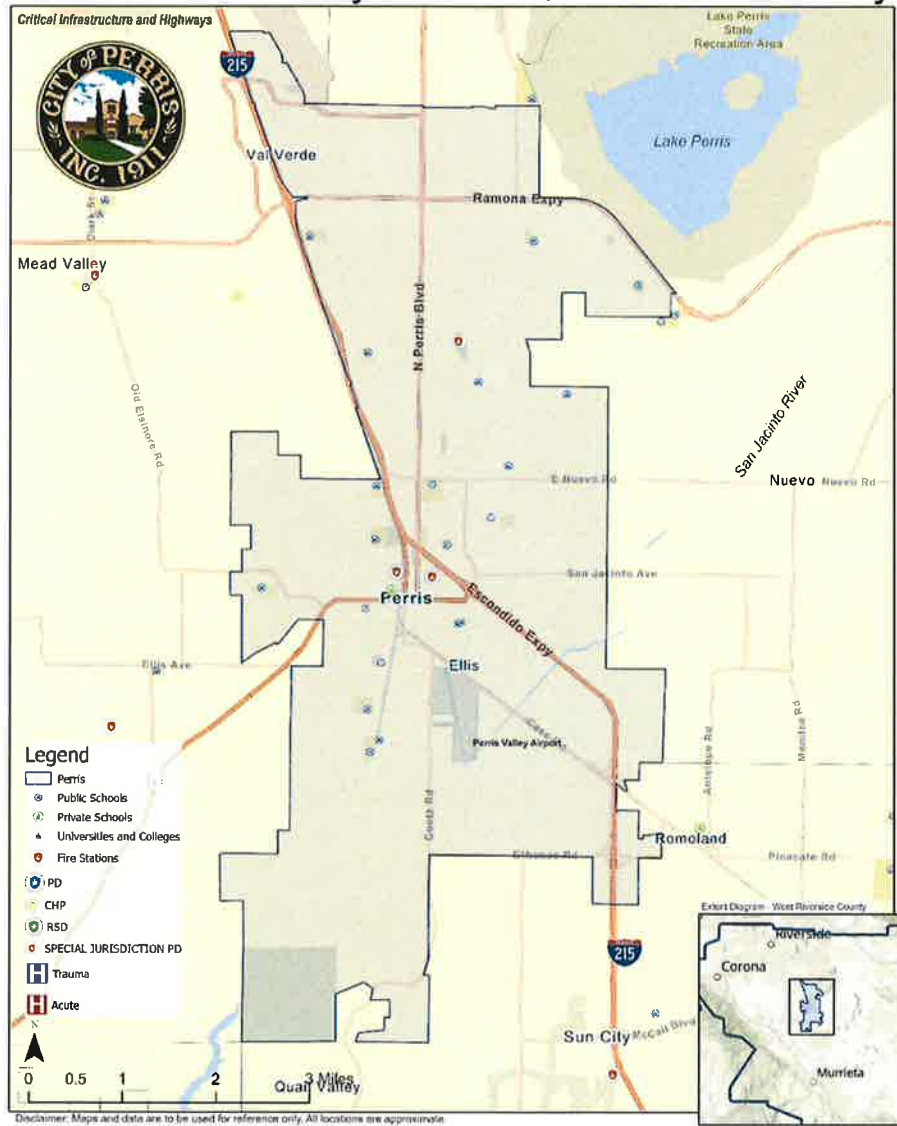 Critical Infrastructure and Highways
CITY of PERRIS
INC. 1911
215
Lake Perris
State
Recreation Area
Lake Perris
Val Verde
Ramona Expy
Clark St
Mead Valley
N Perris Blvd
Old Elsinore Rd
San Jacinto River
E Nuevo Rd
Nuevo
Nuevo Rd
San Jacinto Ave
Perris
Escondido Expy
Ellis Ave
Ellis
Case Rd
Perris Valley Airport
Goetz Rd
Antelope Rd
Menifee Rd
Romoland
Ethanac Rd
Pinacate Rd
Legend
Perris
Public Schools
Private Schools
Universities and Colleges
Fire Stations
PD
CHP
RSD
SPECIAL JURISDICTION PD
H Trauma
H Acute
N
0 0.5 1 2 3 Miles
215
Sun City
McCall Blvd
Quail Valley
Extent Diagram - West Riverside County
Riverside
Corona
Murrieta
Disclaimer: Maps and data are to be used for reference only. All locations are approximate.